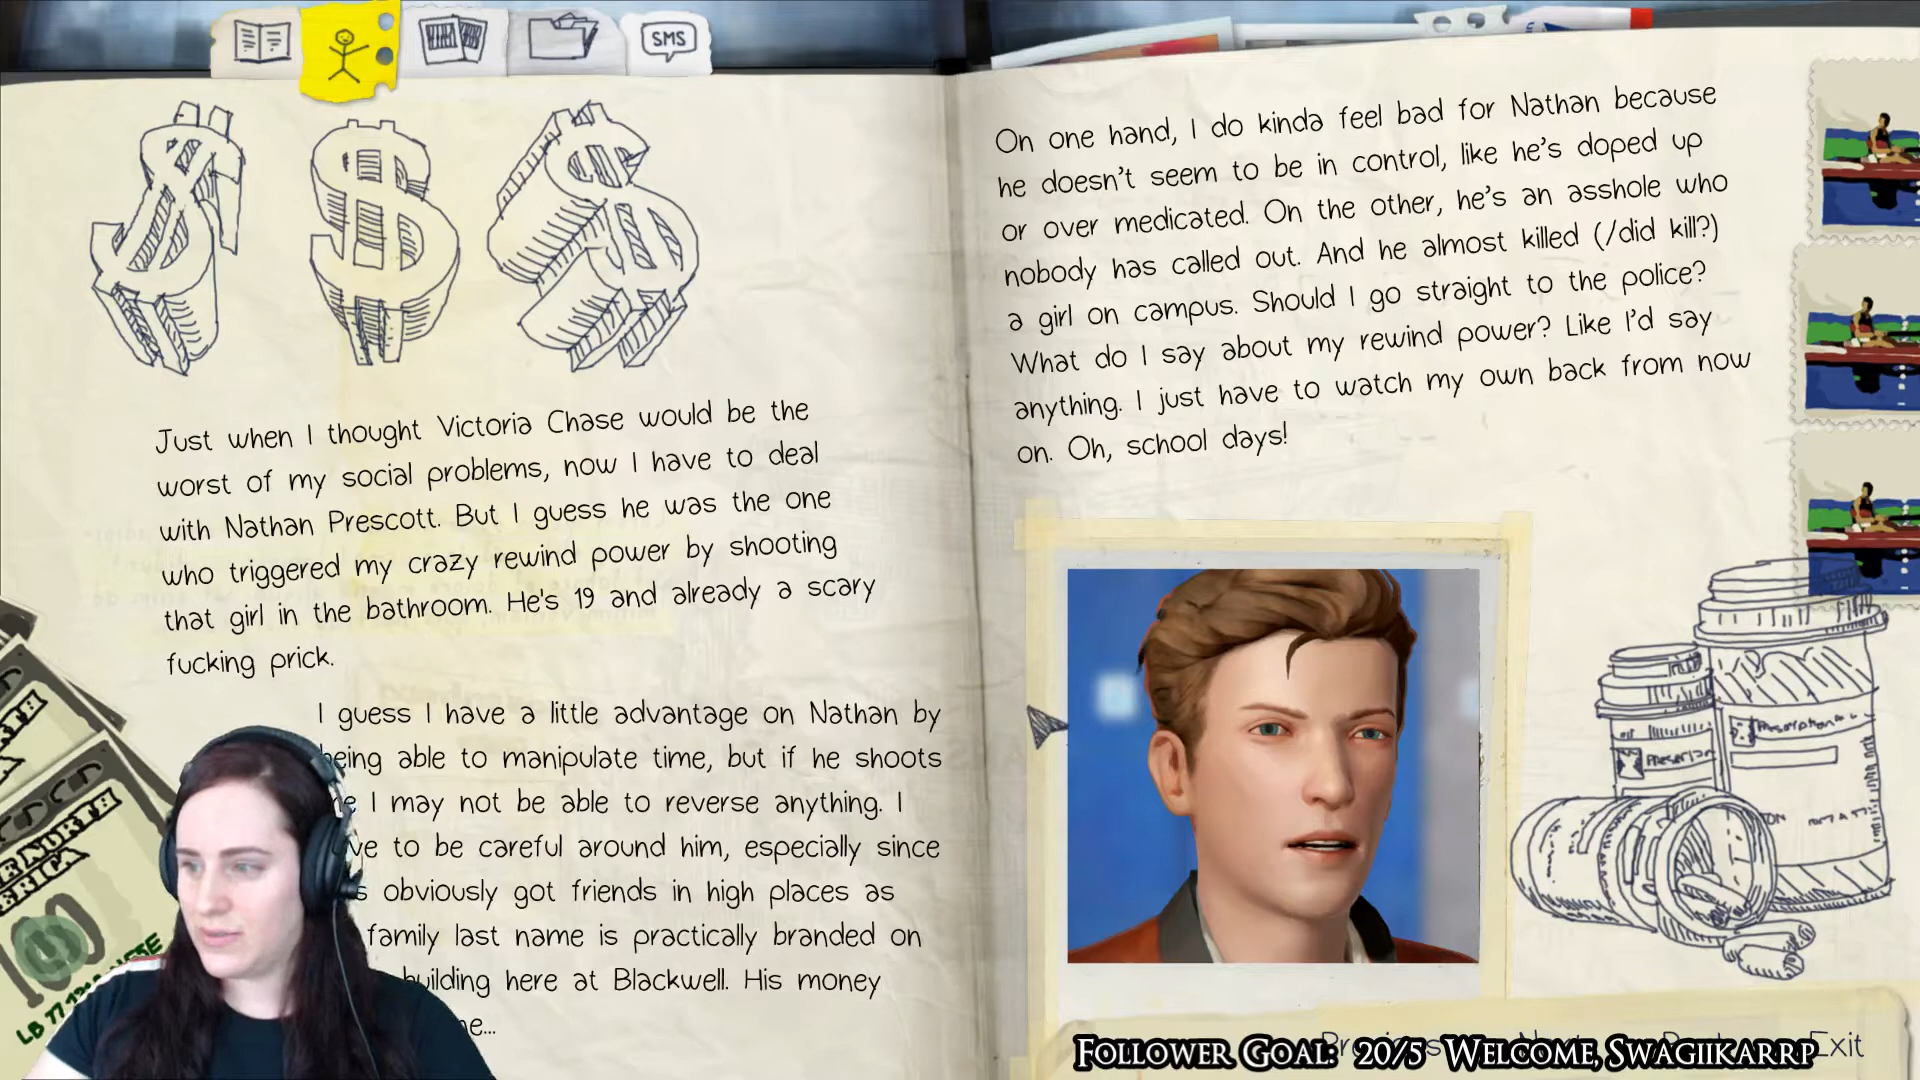 SMS
Just when I thought Victoria Chase would be the
worst of my social problems, now I have to deal
with Nathan Prescott. But I guess he was the one
who triggered my crazy rewind power by shooting
that girl in the bathroom. He's 19 and already a scary
fucking prick.
I guess I have a little advantage on Nathan by
eing able to manipulate time, but if he shoots
e I may not be able to reverse anything. I
ve to be careful around him, especially since
s obviously got friends in high places as
family last name is practically branded on
uilding here at Blackwell. His money
e...
100
On one hand, I do kinda feel bad for Nathan because
he doesn't seem to be in control, like he's doped up
or over medicated. On the other, he's an asshole who
nobody has called out. And he almost killed (/did kill?)
a girl on campus. Should I go straight to the police?
What do I say about my rewind power? Like I'd say
anything. I just have to watch my own back from now
on. Oh, school days!
Prescription
Follower Goal: 20/5 Welcome, Swagiikarrp
Exit